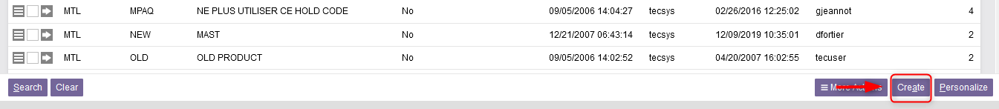 MTL MPAQ NE PLUS UTILISER CE HOLD CODE No 09/05/2006 14:04:27 tecsys 02/26/2016 12:25:02 gjeannot 4
MTL NEW MAST No 12/21/2007 06:43:14 tecsys 12/09/2019 10:35:01 dfortier 2
MTL OLD OLD PRODUCT No 09/05/2006 14:02:52 tecsys 04/20/2007 16:02:55 tecuser 2
Search Clear More Actions Create Personalize